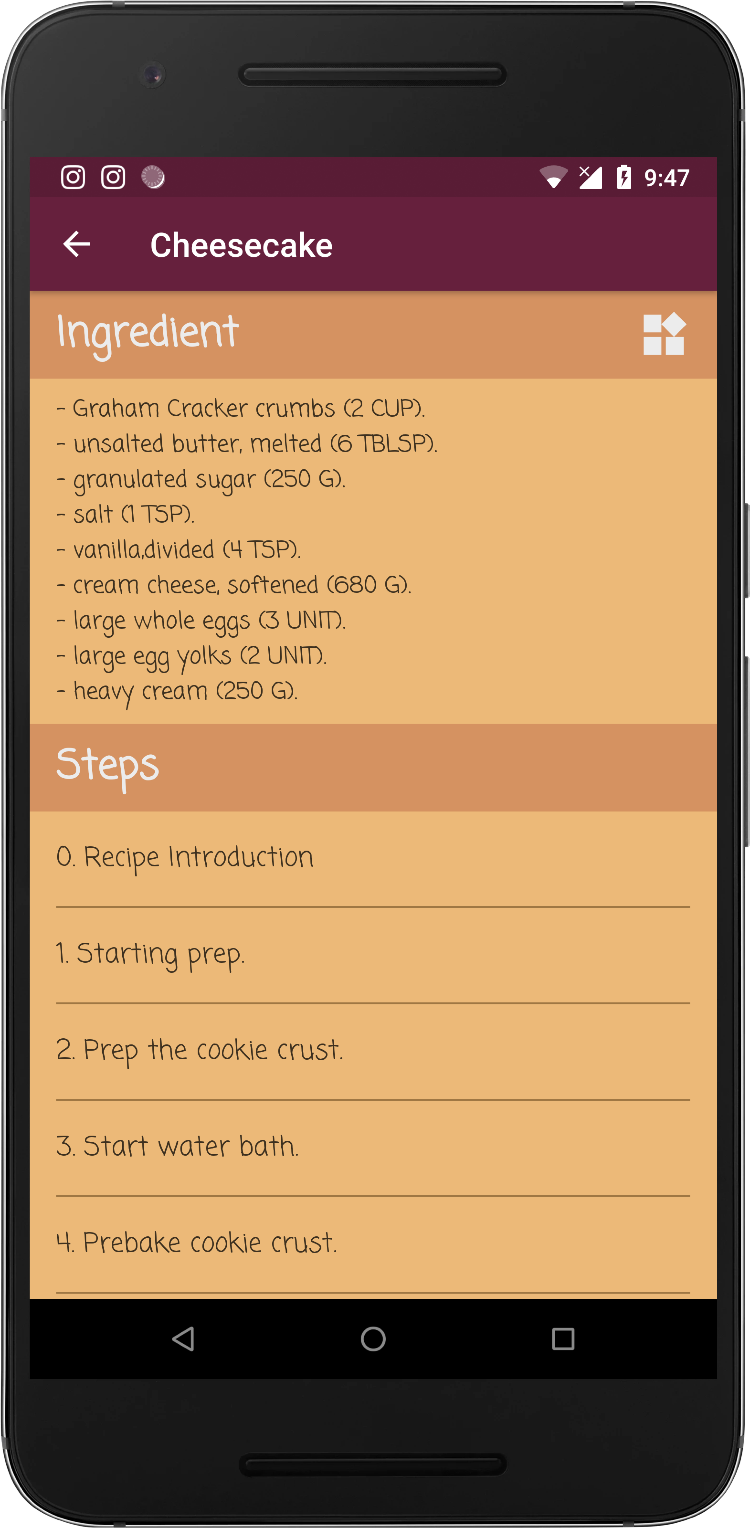 9:47
Cheesecake
Ingredient
- Graham Cracker crumbs (2 CUP).
- unsalted butter, melted (6 TBLSP).
- granulated sugar (250 G).
- salt (1 TSP).
- vanilla,divided (4 TSP).
- cream cheese, softened (680 G).
- large whole eggs (3 UNIT).
- large egg yolks (2 UNIT).
- heavy cream (250 G).
Steps
0. Recipe Introduction
1. Starting prep.
2. Prep the cookie crust.
3. Start water bath.
4. Prebake cookie crust.